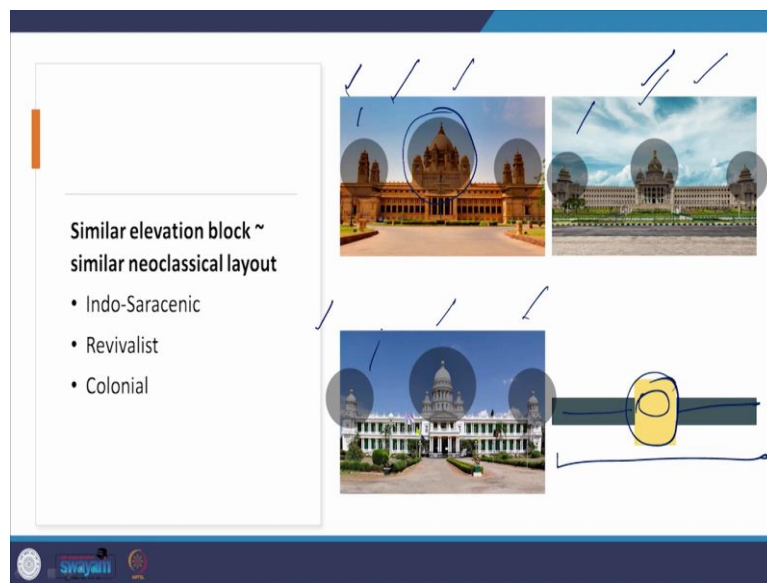 Similar elevation block ~
similar neoclassical layout
• Indo-Saracenic
• Revivalist
• Colonial
swayam